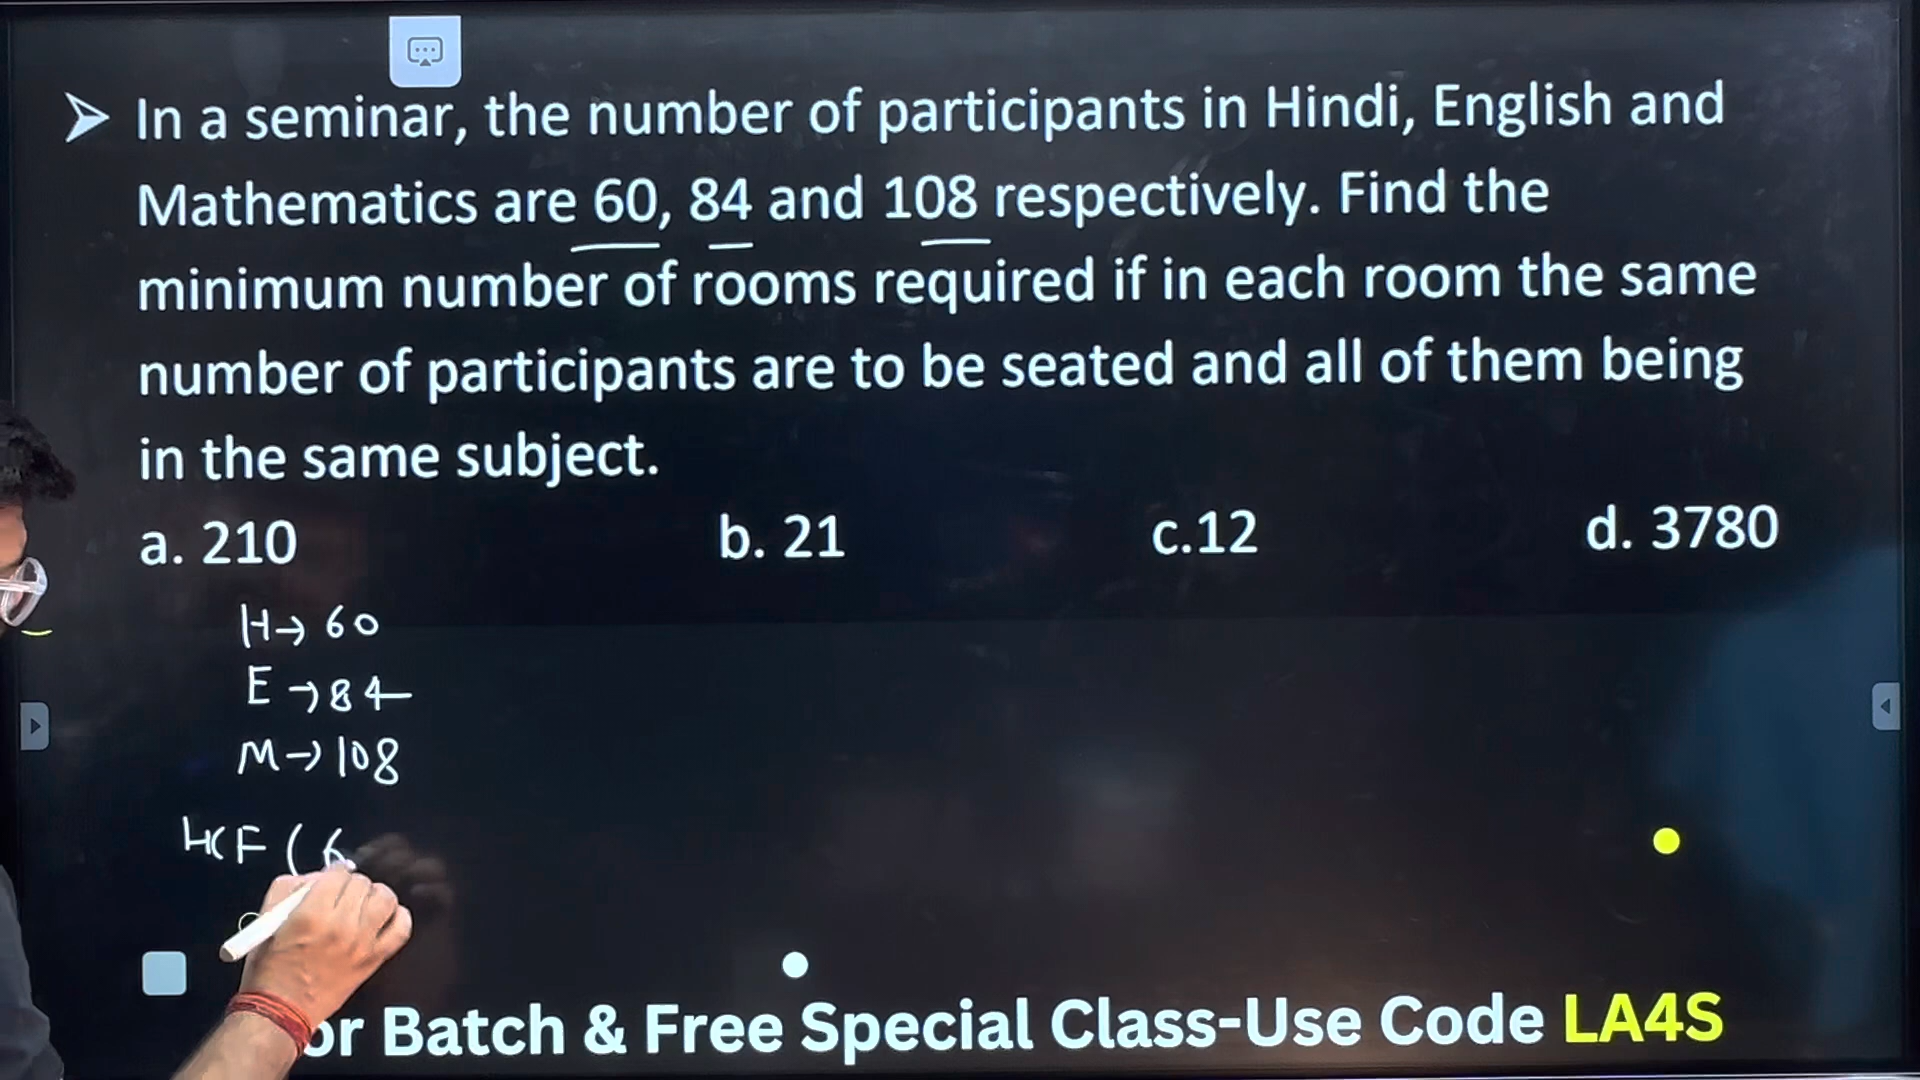 ➤ In a seminar, the number of participants in Hindi, English and
Mathematics are 60, 84 and 108 respectively. Find the
minimum number of rooms required if in each room the same
number of participants are to be seated and all of them being
in the same subject.
a. 210 b. 21 c.12 d. 3780
H→ 60
E →84
M→108
HCF (6
or Batch & Free Special Class-Use Code LA4S